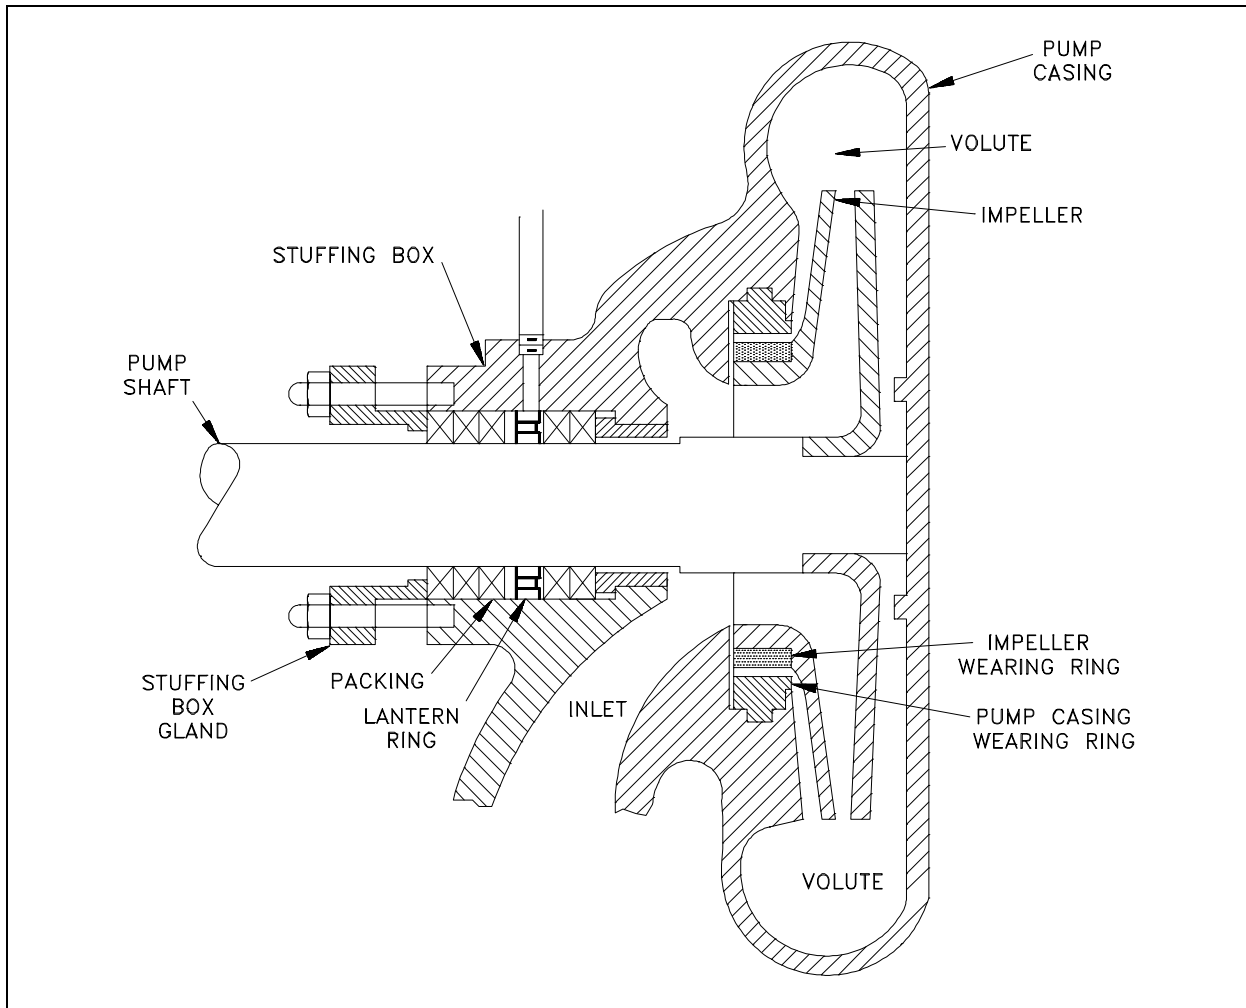 PUMP
CASING
VOLUTE
IMPELLER
STUFFING BOX
PUMP
SHAFT
IMPELLER
WEARING RING
STUFFING
BOX
GLAND
PACKING
LANTERN
RING
INLET
PUMP CASING
WEARING RING
VOLUTE